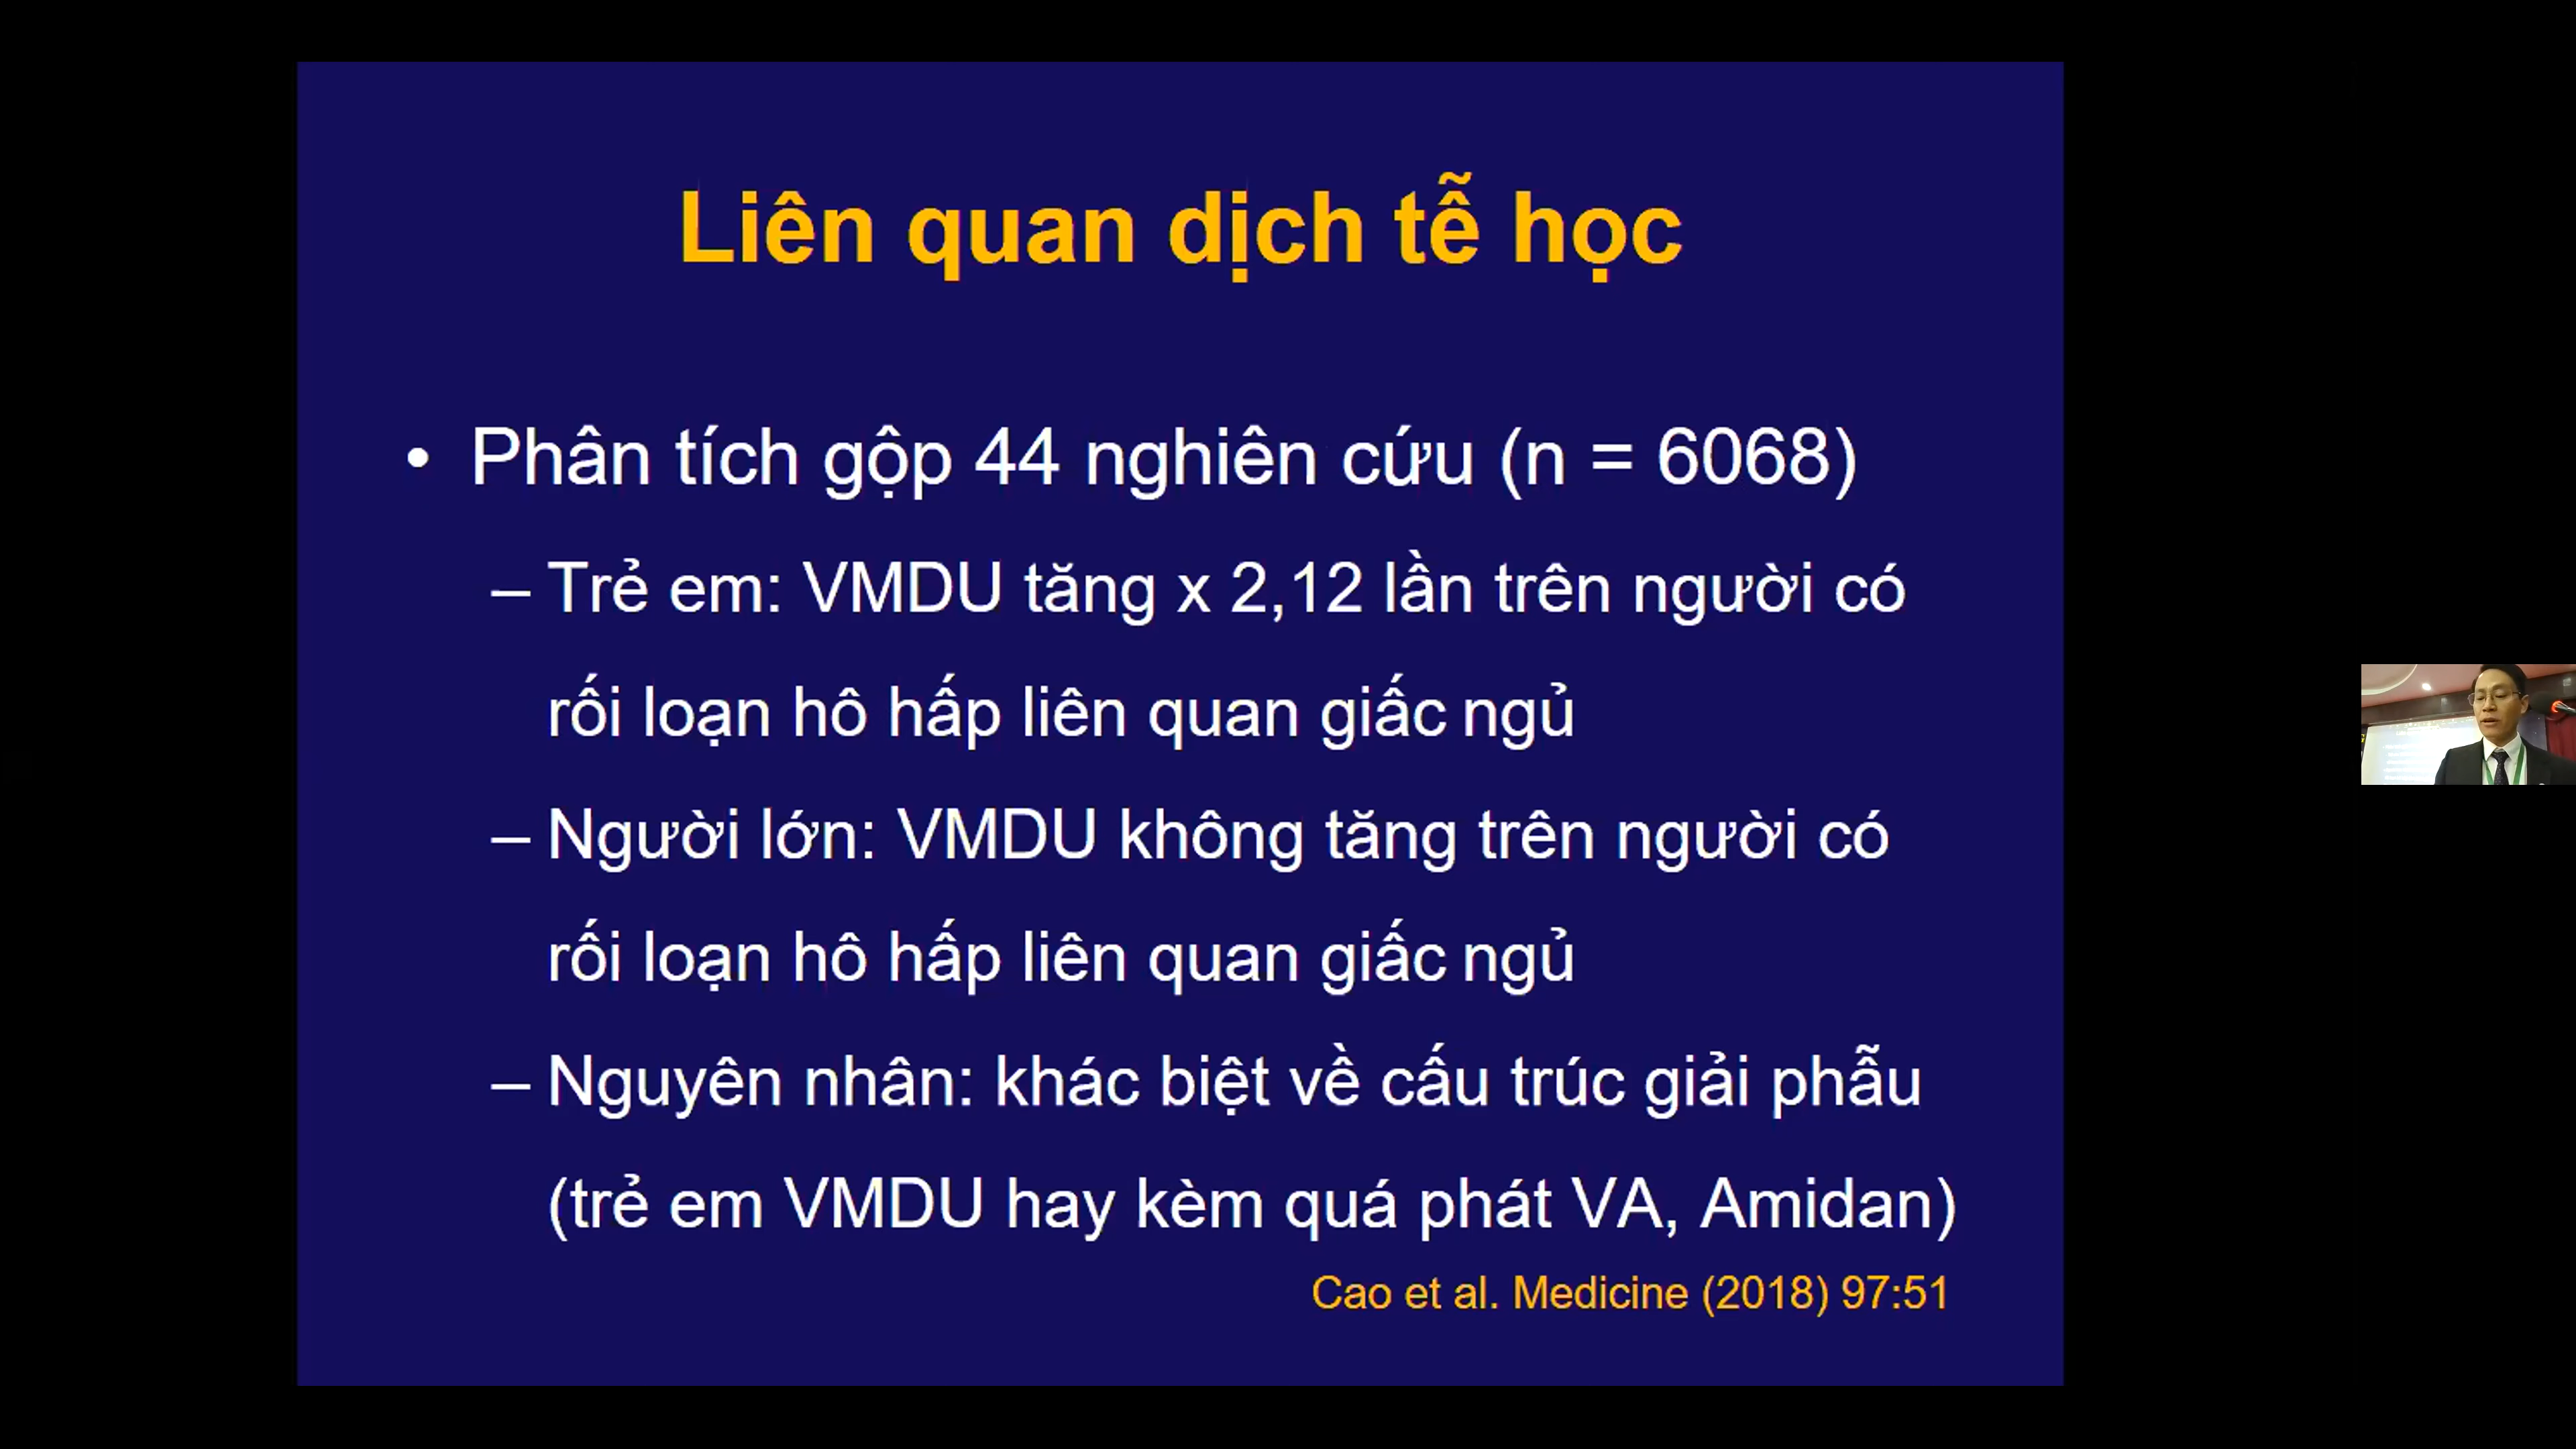 Liên quan dịch tễ học
• Phân tích gộp 44 nghiên cứu (n = 6068)
– Trẻ em: VMDU tăng x 2,12 lần trên người có
rối loạn hô hấp liên quan giấc ngủ
– Người lớn: VMDU không tăng trên người có
rối loạn hô hấp liên quan giấc ngủ
– Nguyên nhân: khác biệt về cấu trúc giải phẫu
(trẻ em VMDU hay kèm quá phát VA, Amidan)
Cao et al. Medicine (2018) 97:51